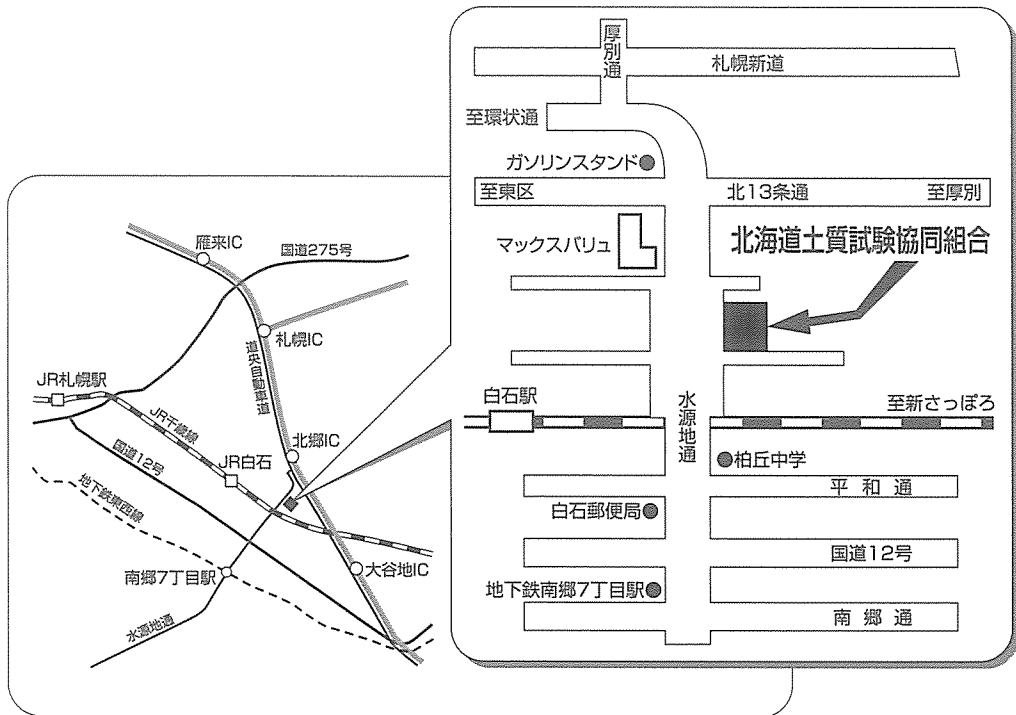 雁来IC
国道275号
札幌IC
道央自動車道
JR札幌駅
JR千歳線
北郷IC
国道12号
JR白石
地下鉄東西線
南郷7丁目駅
大谷地IC
水源地通
厚別通
札幌新道
至環状通
ガソリンスタンド
至東区
北13条通
至厚別
マックスバリュ
北海道土質試験協同組合
白石駅
水源地通
至新さっぽろ
柏丘中学
平和通
白石郵便局
国道12号
地下鉄南郷7丁目駅
南郷通